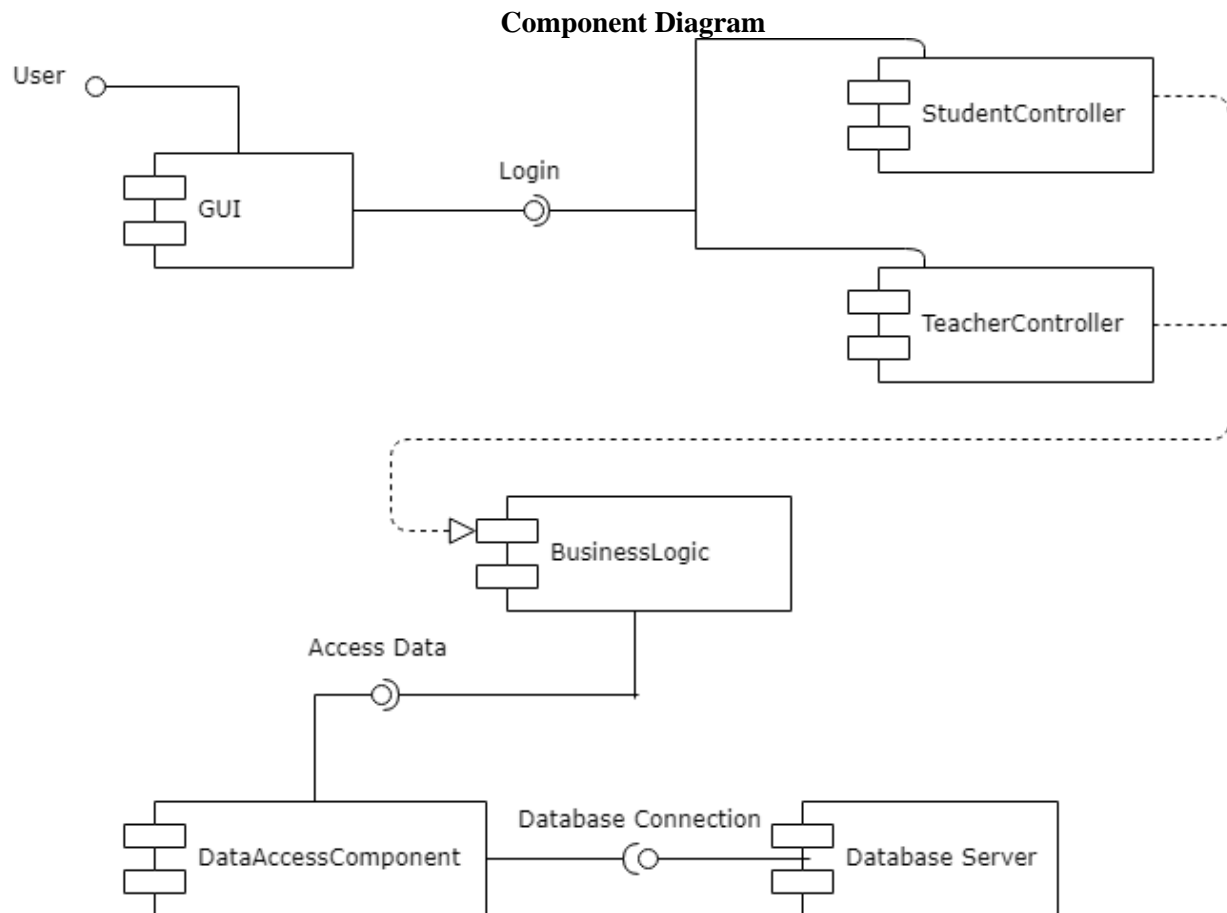 Component Diagram
User
StudentController
Login
GUI
TeacherController
BusinessLogic
Access Data
Database Connection
DataAccessComponent
Database Server